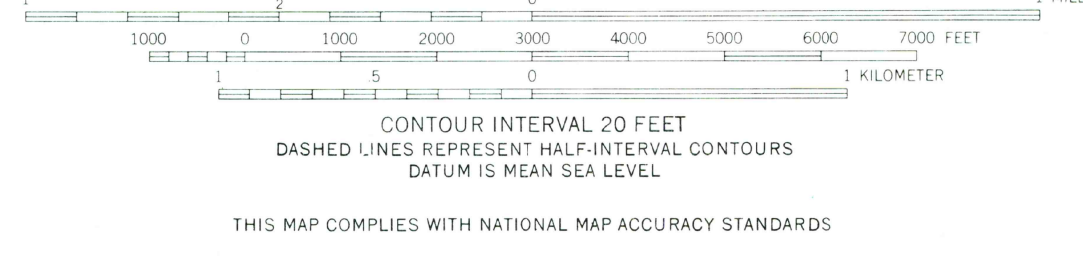 1 2 0 1
1000 0 1000 2000 3000 4000 5000 6000 7000 FEET
1 .5 0 1 KILOMETER
CONTOUR INTERVAL 20 FEET
DASHED LINES REPRESENT HALF-INTERVAL CONTOURS
DATUM IS MEAN SEA LEVEL
THIS MAP COMPLIES WITH NATIONAL MAP ACCURACY STANDARDS